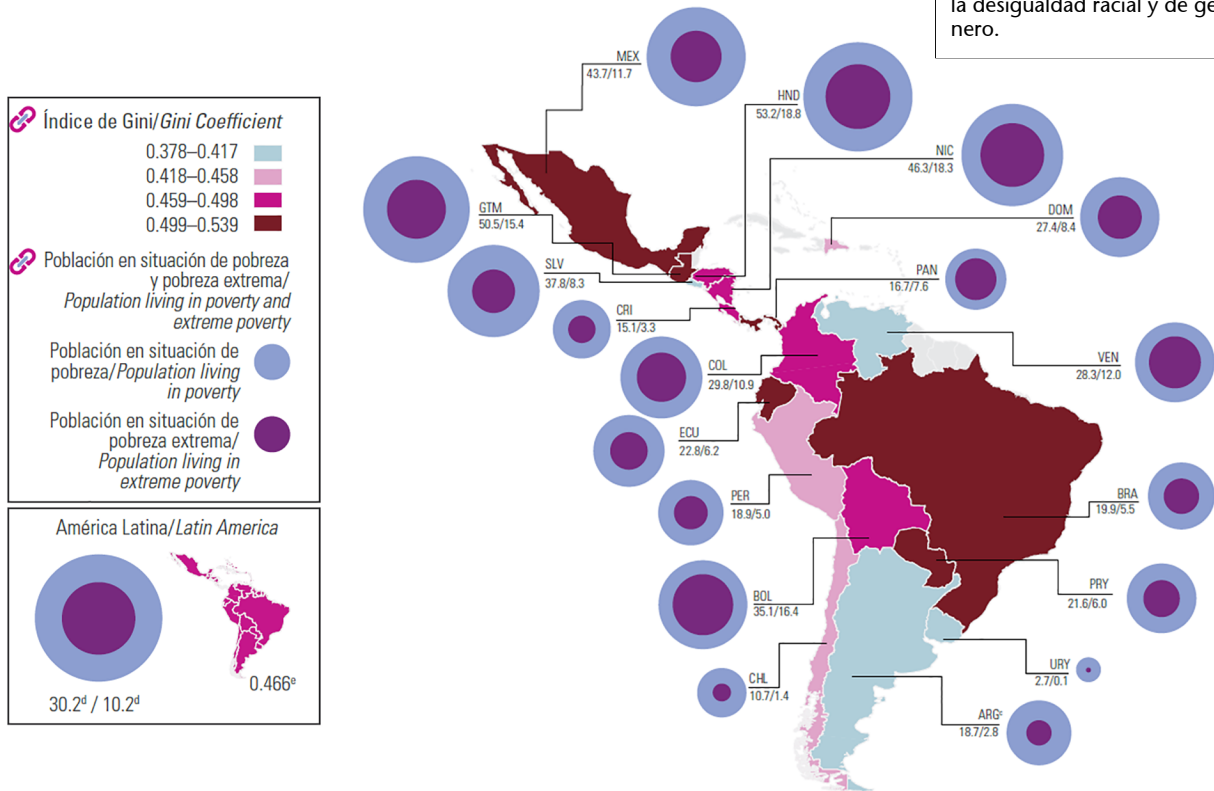 la desigualdad racial y de gé
nero.
MEX
43.7/11.7
HND
53.2/18.8
NIC
46.3/18.3
Índice de Gini/Gini Coefficient
0.378–0.417
0.418–0.458
0.459–0.498
0.499–0.539
GTM
50.5/15.4
DOM
27.4/8.4
Población en situación de pobreza
y pobreza extrema/
Population living in poverty and
extreme poverty
SLV
37.8/8.3
PAN
16.7/7.6
CRI
15.1/3.3
Población en situación de
pobreza/Population living
in poverty
COL
29.8/10.9
VEN
28.3/12.0
Población en situación de
pobreza extrema/
Population living in
extreme poverty
ECU
22.8/6.2
PER
18.9/5.0
BRA
19.9/5.5
América Latina/Latin America
0.466e
30.2d / 10.2d
BOL
35.1/16.4
PRY
21.6/6.0
CHL
10.7/1.4
URY
2.7/0.1
ARGc
18.7/2.8